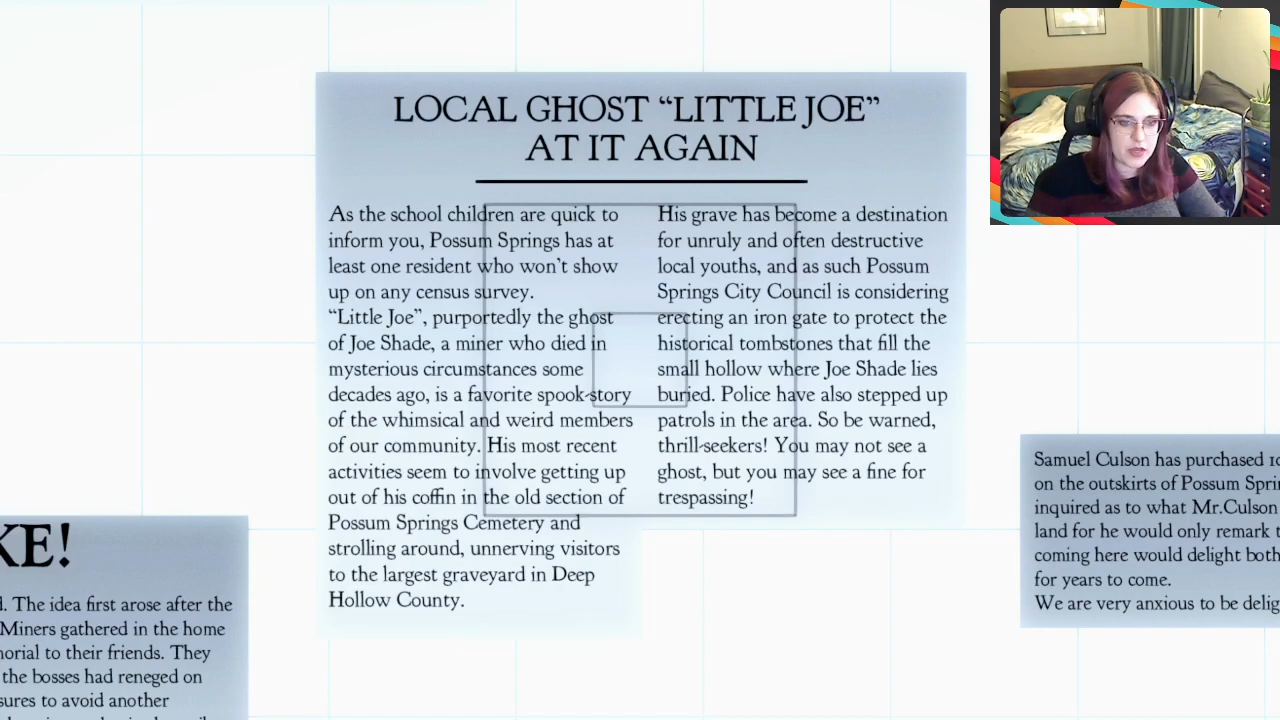 LOCAL GHOST “LITTLE JOE”
AT IT AGAIN
As the school children are quick to
inform you, Possum Springs has at
least one resident who won’t show
up on any census survey.
“Little Joe”, purportedly the ghost
of Joe Shade, a miner who died in
mysterious circumstances some
decades ago, is a favorite spook-story
of the whimsical and weird members
of our community. His most recent
activities seem to involve getting up
out of his coffin in the old section of
Possum Springs Cemetery and
strolling around, unnerving visitors
to the largest graveyard in Deep
Hollow County.
His grave has become a destination
for unruly and often destructive
local youths, and as such Possum
Springs City Council is considering
erecting an iron gate to protect the
historical tombstones that fill the
small hollow where Joe Shade lies
buried. Police have also stepped up
patrols in the area. So be warned,
thrill-seekers! You may not see a
ghost, but you may see a fine for
trespassing!
KE!
The idea first arose after the
Miners gathered in the home
morial to their friends. They
the bosses had reneged on
sures to avoid another
Samuel Culson has purchased
on the outskirts of Possum Sprin
inquired as to what Mr.Culson
land for he would only remark
coming here would delight both
for years to come.
We are very anxious to be delig